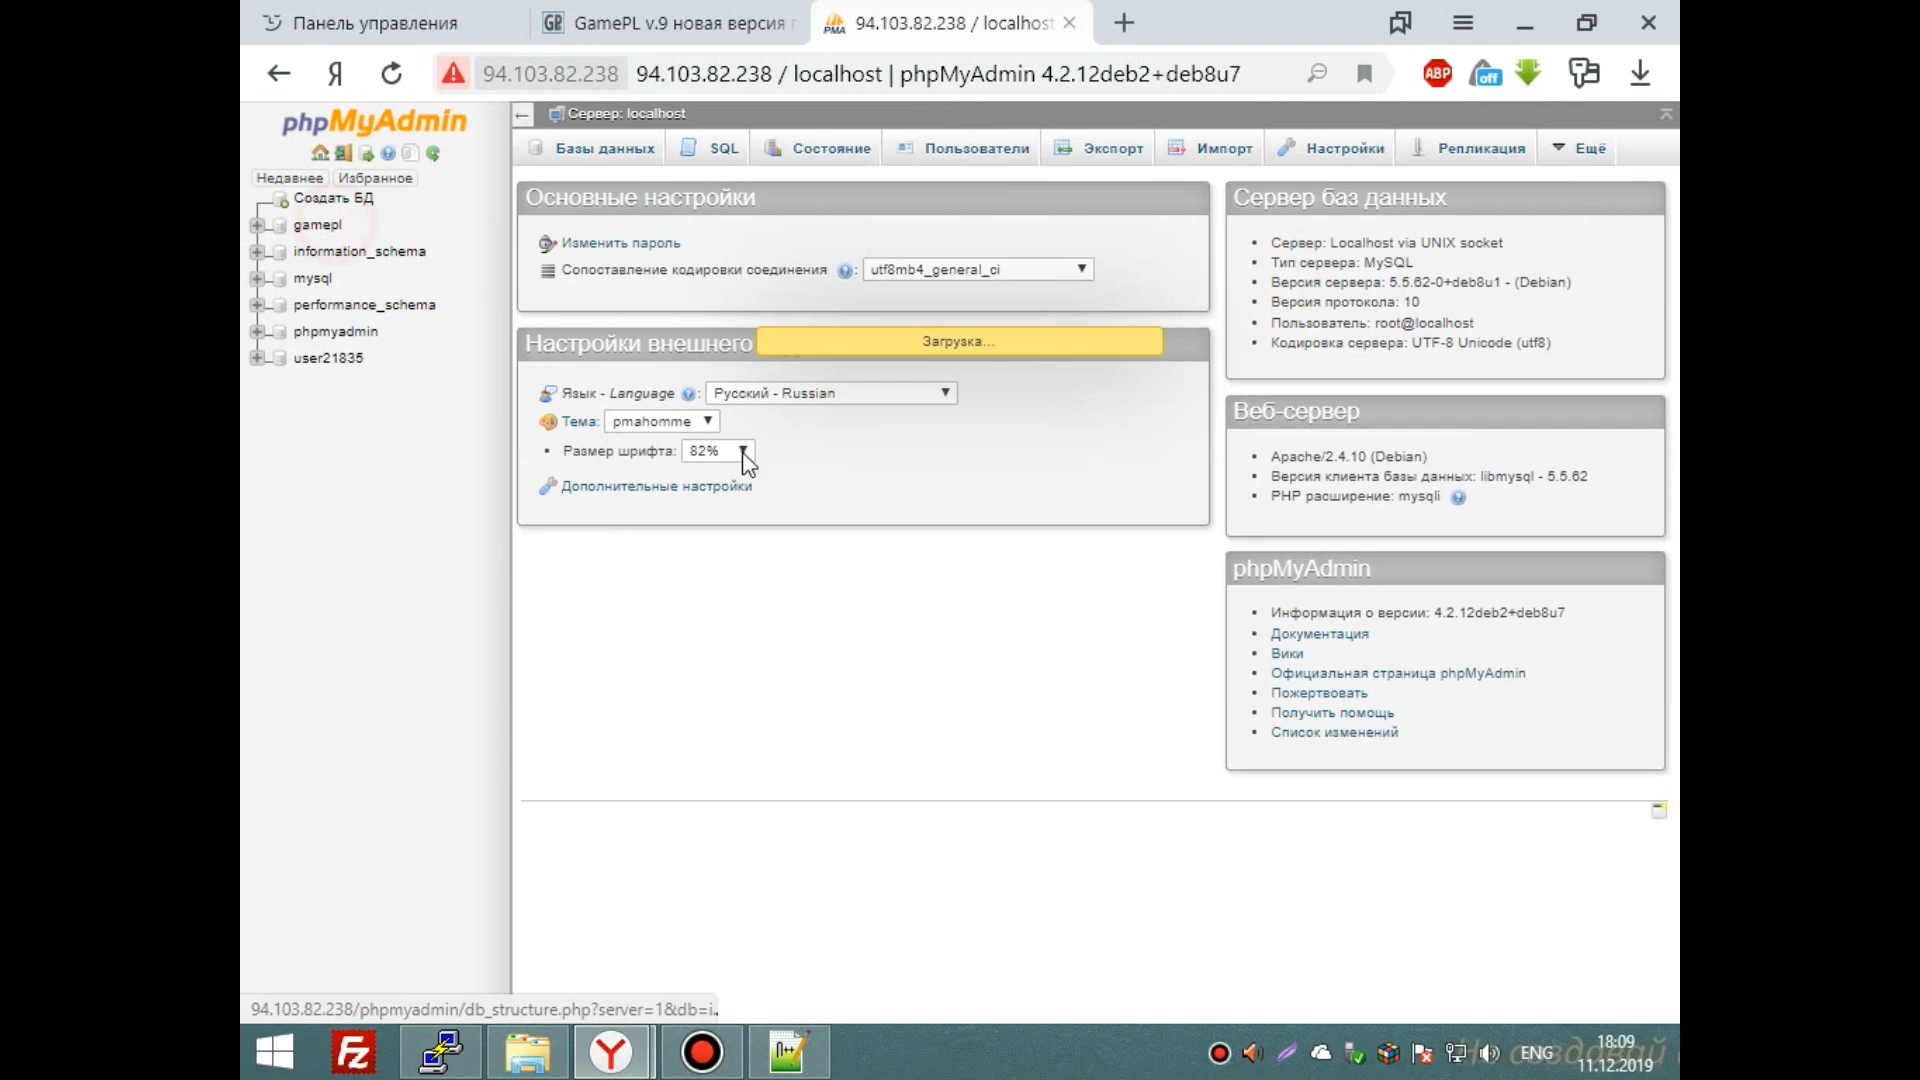 Панель управления
GamePL v.9 новая версия
94.103.82.238 / localhost
94.103.82.238
94.103.82.238 / localhost | phpMyAdmin 4.2.12deb2+deb8u7
ABP
off
phpMyAdmin
Недавнее
Избранное
Создать БД
gamepl
information_schema
mysql
performance_schema
phpmyadmin
user21835
Сервер: localhost
Базы данных
SQL
Состояние
Пользователи
Экспорт
Импорт
Настройки
Репликация
Ещё
Основные настройки
Изменить пароль
Сопоставление кодировки соединения : utf8mb4_general_ci
Настройки внешнего
Загрузка...
Язык - Language : Русский - Russian
Тема: pmahomme
Размер шрифта: 82%
Дополнительные настройки
Сервер баз данных
Сервер: Localhost via UNIX socket
Тип сервера: MySQL
Версия сервера: 5.5.62-0+deb8u1 - (Debian)
Версия протокола: 10
Пользователь: root@localhost
Кодировка сервера: UTF-8 Unicode (utf8)
Веб-сервер
Apache/2.4.10 (Debian)
Версия клиента базы данных: libmysql - 5.5.62
PHP расширение: mysqli
phpMyAdmin
Информация о версии: 4.2.12deb2+deb8u7
Документация
Вики
Официальная страница phpMyAdmin
Пожертвовать
Получить помощь
Список изменений
94.103.82.238/phpmyadmin/db_structure.php?server=1&db=i..
ENG
18:09
11.12.2019